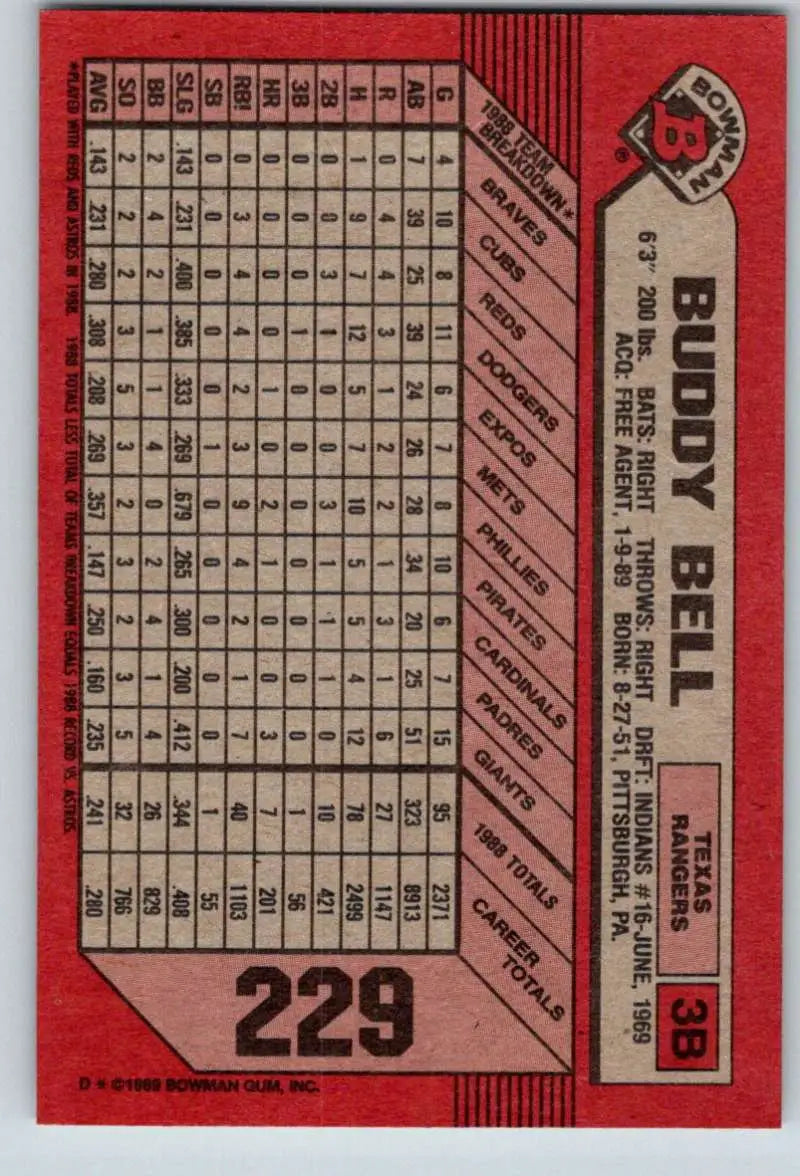 BOWMAN
B
®
BUDDY BELL
TEXAS
RANGERS
3B
6'3" 200 lbs. BATS: RIGHT THROWS: RIGHT DRFT: INDIANS #16-JUNE, 1969
ACQ: FREE AGENT, 1-9-89 BORN: 8-27-51, PITTSBURGH, PA.
1988 TEAM
BREAKDOWN*
BRAVES
CUBS
REDS
DODGERS
EXPOS
METS
PHILLIES
PIRATES
CARDINALS
PADRES
GIANTS
1988 TOTALS
CAREER
TOTALS
G 4 10 8 11 6 7 8 10 6 7 15 95 2371
AB 7 39 25 39 24 26 28 34 20 25 51 323 8913
R 0 4 4 3 1 2 2 1 3 1 6 27 1147
H 1 9 7 12 5 7 10 5 5 4 12 78 2499
2B 0 0 3 1 0 0 3 1 1 1 0 10 421
3B 0 0 0 1 0 0 0 0 0 0 0 1 56
HR 0 0 0 0 1 0 2 1 0 0 3 7 201
RBI 0 3 4 4 2 3 9 4 2 1 7 40 1103
SB 0 0 0 0 0 1 0 0 0 0 0 1 55
SLG .143 .231 .400 .385 .333 .269 .679 .265 .300 .200 .412 .344 .408
BB 2 4 2 1 1 4 0 2 4 1 4 26 829
SO 2 2 2 3 5 3 2 3 2 3 5 32 766
AVG .143 .231 .280 .308 .208 .269 .357 .147 .250 .160 .235 .241 .280
229
*PLAYED WITH REDS AND ASTROS IN 1988. 1988 TOTALS LESS TOTAL OF TEAMS BREAKDOWN EQUALS 1988 RECORD VS. ASTROS.
D * ©1989 BOWMAN GUM, INC.